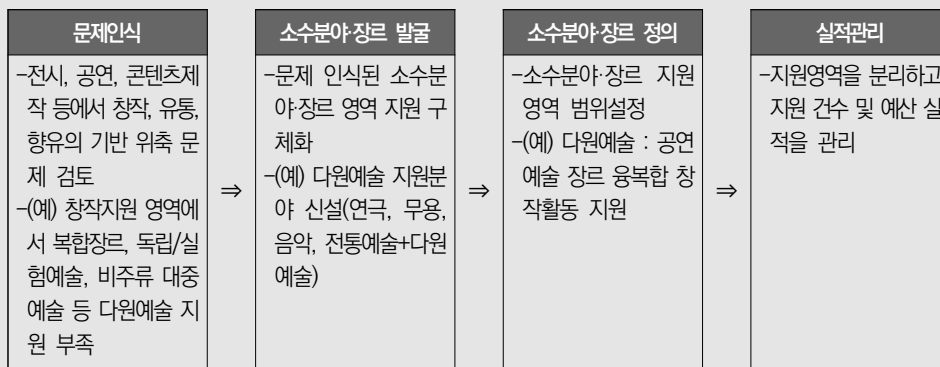 문제인식
-전시, 공연, 콘텐츠제
작 등에서 창작, 유통,
향유의 기반 위축 문
제 검토
-(예) 창작지원 영역에
서 복합장르, 독립/실
험예술, 비주류 대중
예술 등 다원예술 지
원 부족
⇒
소수분야·장르 발굴
-문제 인식된 소수분
야·장르 영역 지원 구
체화
-(예) 다원예술 지원분
야 신설(연극, 무용,
음악, 전통예술+다원
예술)
⇒
소수분야·장르 정의
-소수분야·장르 지원
영역 범위설정
-(예) 다원예술 : 공연
예술 장르 융복합 창
작활동 지원
⇒
실적관리
-지원영역을 분리하고
지원 건수 및 예산 실
적을 관리